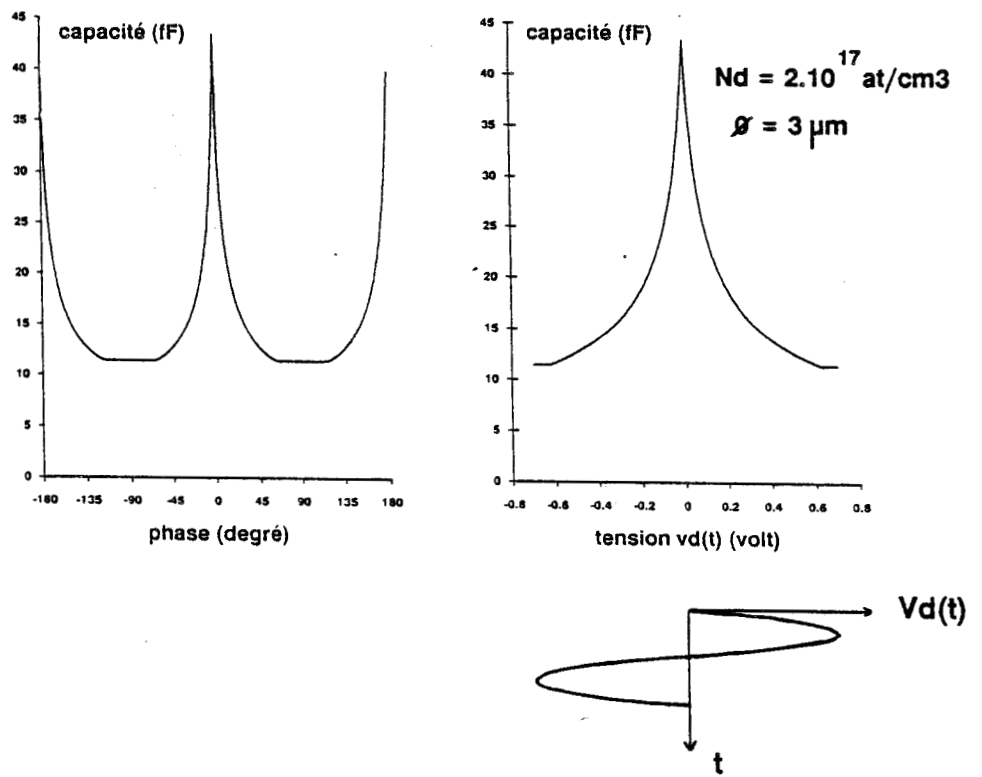 capacité (fF)
45
40
35
30
25
20
15
10
5
0
-180 -135 -90 -45 0 45 90 135 180
phase (degré)
capacité (fF)
45
40
35
30
25
20
15
10
5
0
Nd = 2.10^17 at/cm3
Ø = 3 µm
-0.8 -0.6 -0.4 -0.2 0 0.2 0.4 0.6 0.8
tension vd(t) (volt)
Vd(t)
t